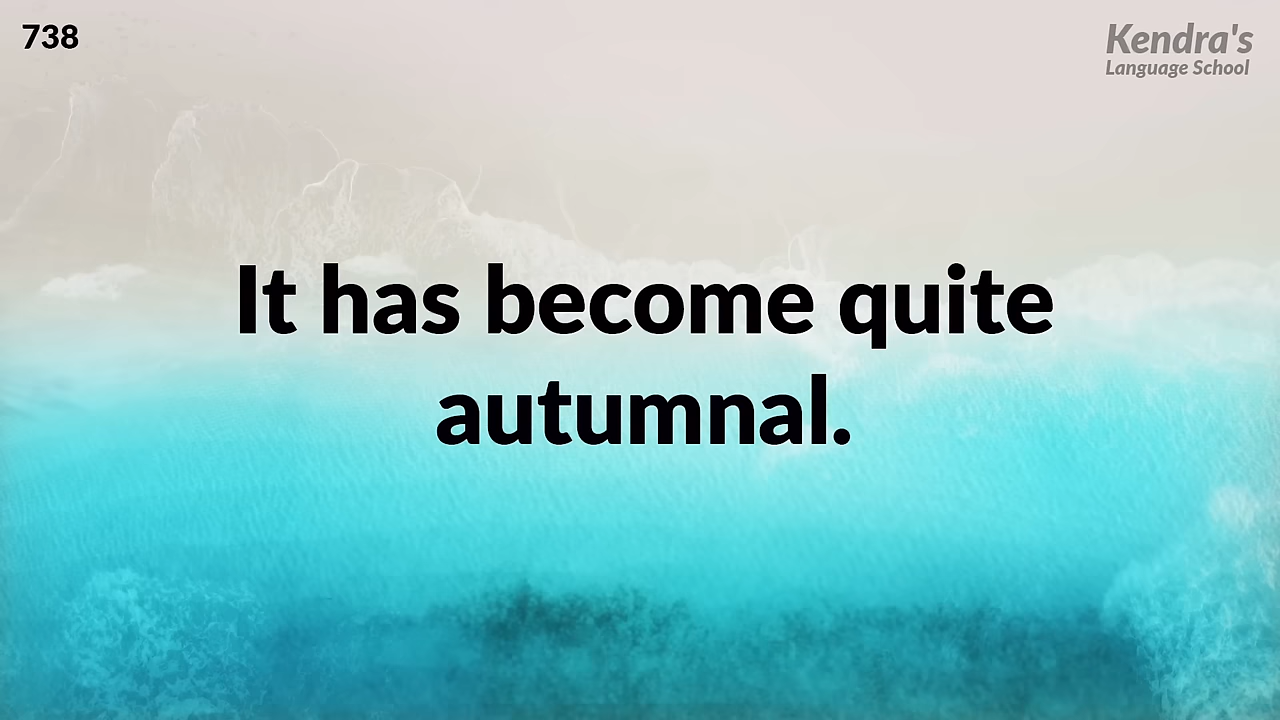 738
Kendra's
Language School
It has become quite
autumnal.